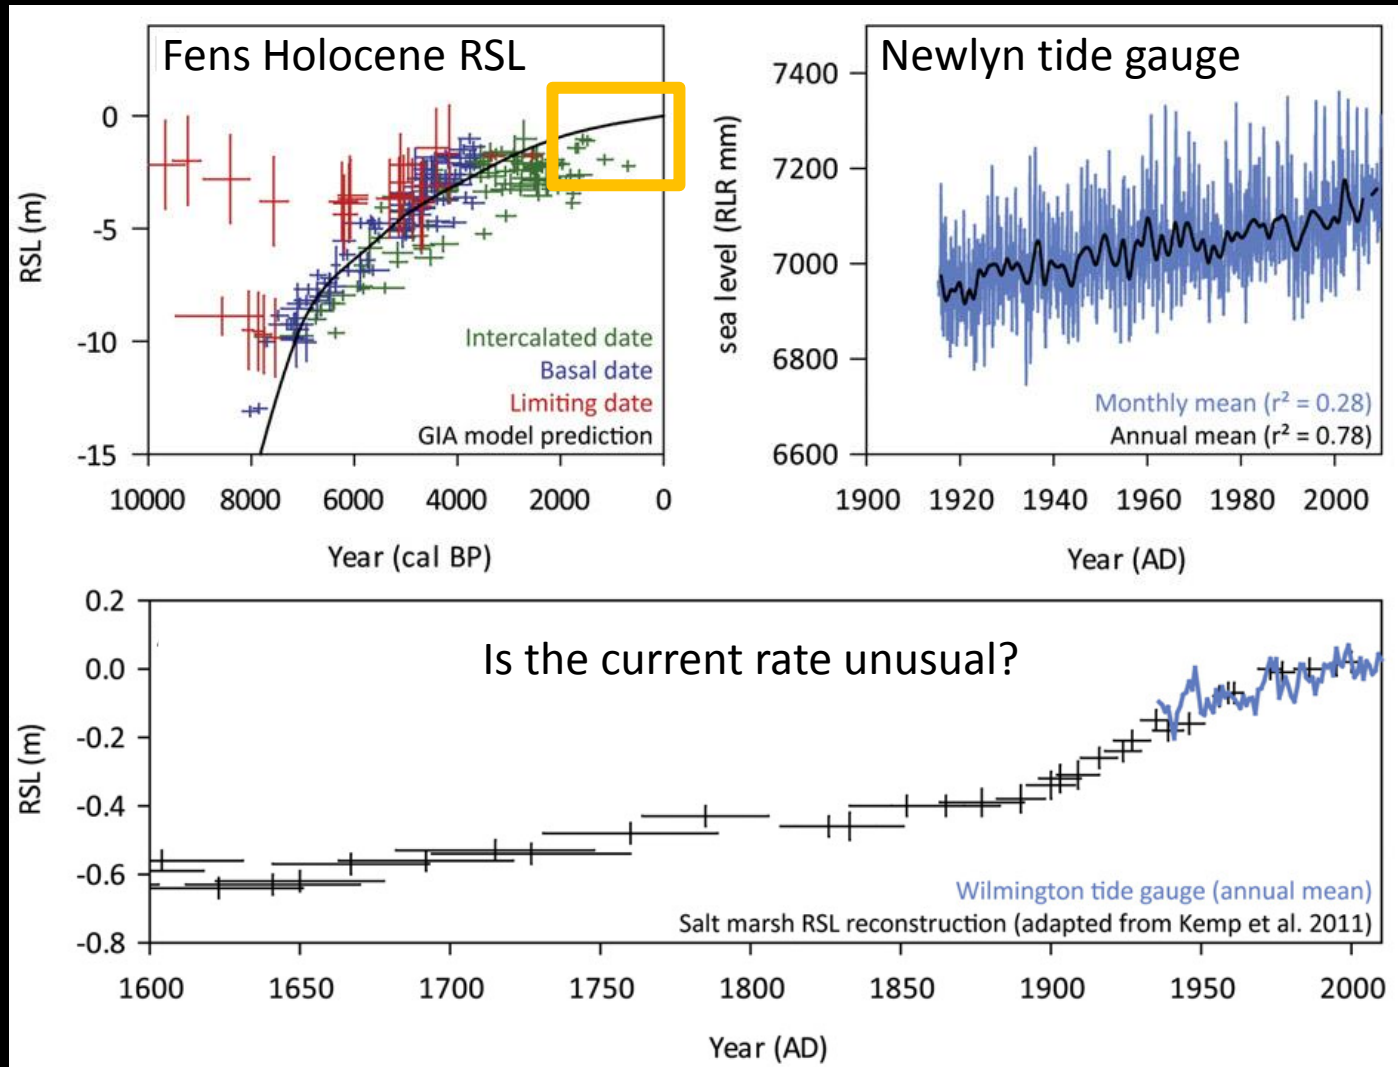 Fens Holocene RSL
0
-5
-10
-15
RSL (m)
Intercalated date
Basal date
Limiting date
GIA model prediction
10000 8000 6000 4000 2000 0
Year (cal BP)
Newlyn tide gauge
7400
7200
7000
6800
6600
sea level (RLR mm)
Monthly mean (r² = 0.28)
Annual mean (r² = 0.78)
1900 1920 1940 1960 1980 2000
Year (AD)
Is the current rate unusual?
0.2
0.0
-0.2
-0.4
-0.6
-0.8
RSL (m)
Wilmington tide gauge (annual mean)
Salt marsh RSL reconstruction (adapted from Kemp et al. 2011)
1600 1650 1700 1750 1800 1850 1900 1950 2000
Year (AD)